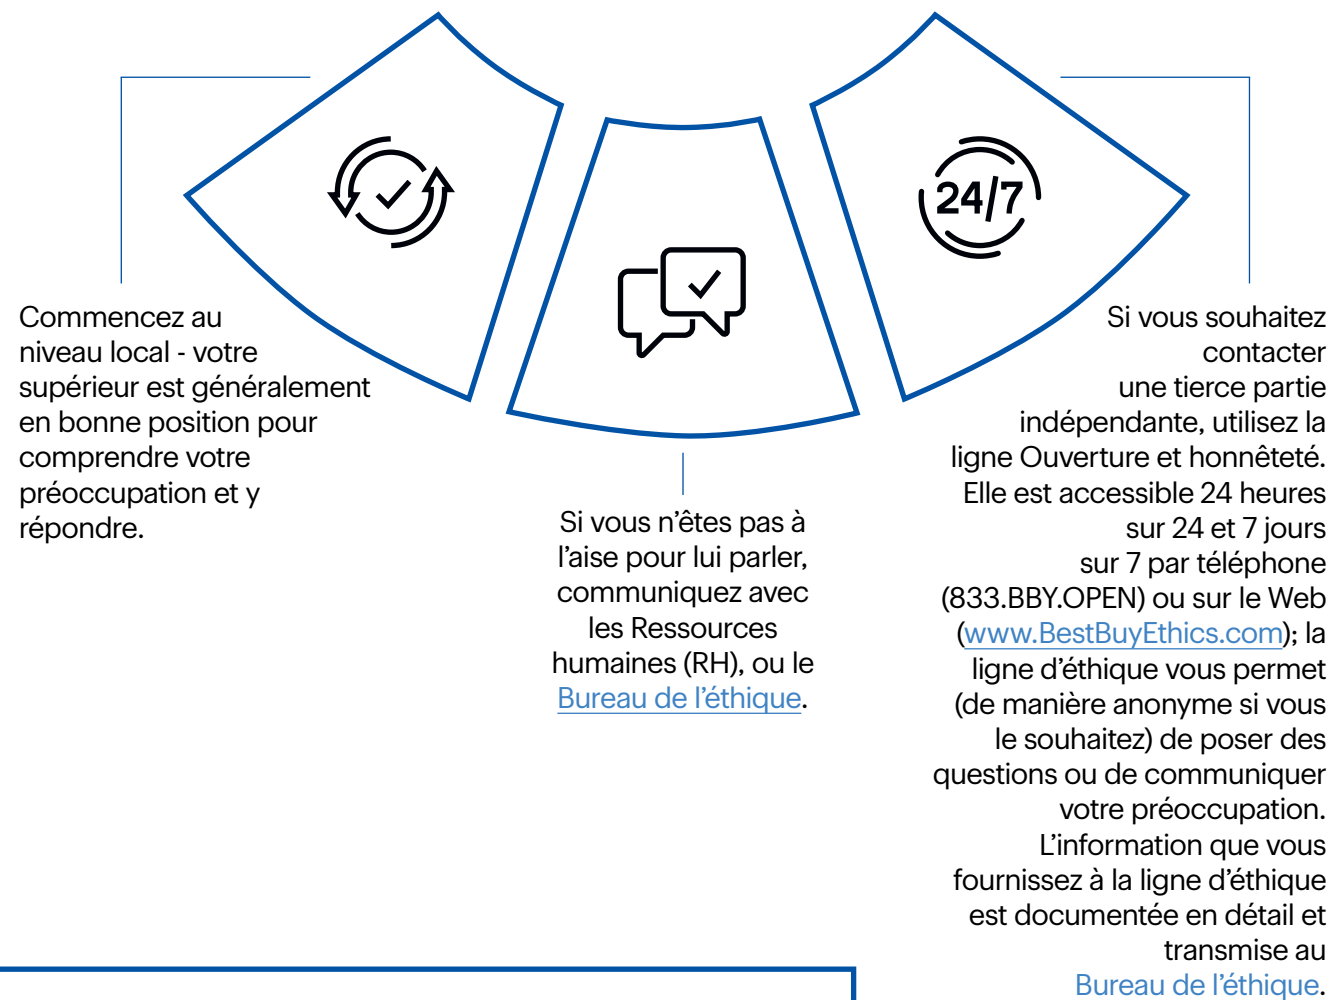 24/7
Commencez au
niveau local - votre
supérieur est généralement
en bonne position pour
comprendre votre
préoccupation et y
répondre.
Si vous n'êtes pas à
l'aise pour lui parler,
communiquez avec
les Ressources
humaines (RH), ou le
Bureau de l'éthique.
Si vous souhaitez
contacter
une tierce partie
indépendante, utilisez la
ligne Ouverture et honnêteté.
Elle est accessible 24 heures
sur 24 et 7 jours
sur 7 par téléphone
(833.BBY.OPEN) ou sur le Web
(www.BestBuyEthics.com); la
ligne d'éthique vous permet
(de manière anonyme si vous
le souhaitez) de poser des
questions ou de communiquer
votre préoccupation.
L'information que vous
fournissez à la ligne d'éthique
est documentée en détail et
transmise au
Bureau de l'éthique.